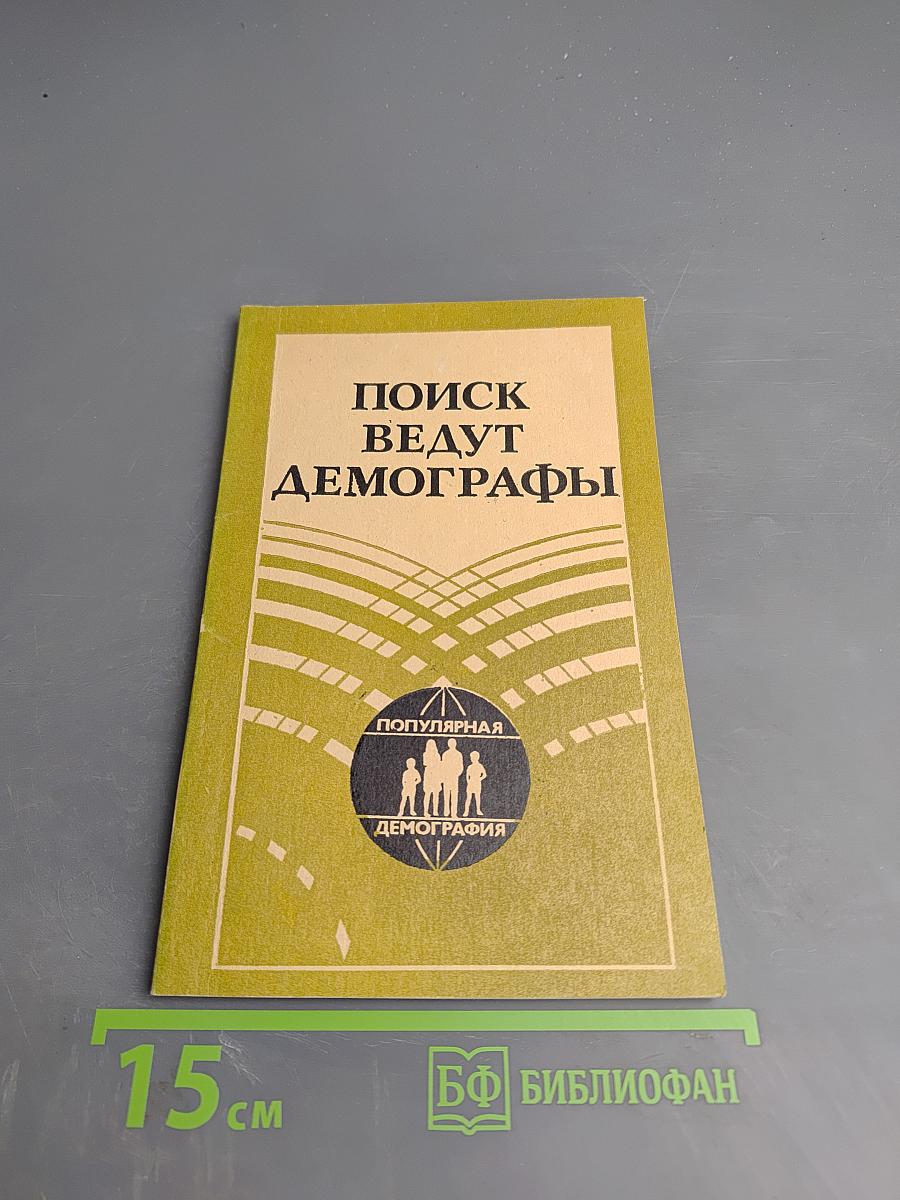 ПОИСК
ВЕДУТ
ДЕМОГРАФЫ
ПОПУЛЯРНАЯ
ДЕМОГРАФИЯ
15 см
БФ БИБЛИОФАН